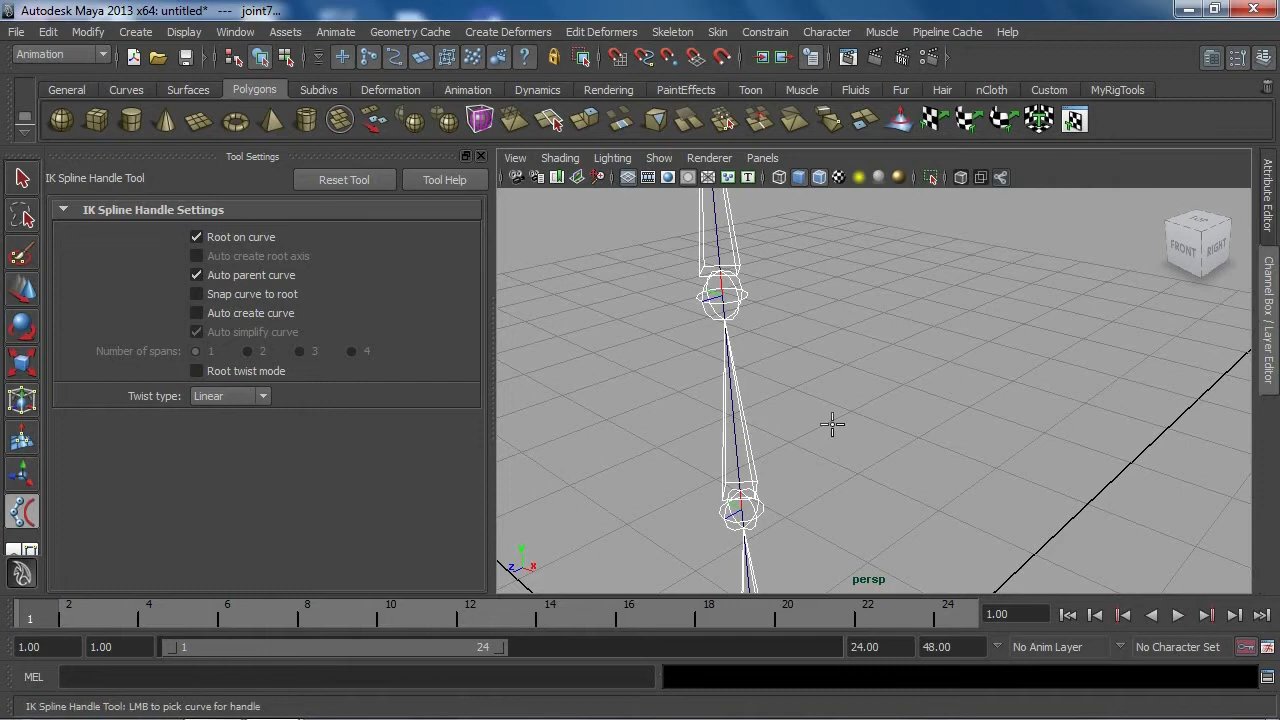 Autodesk Maya 2013 x64: untitled* --- joint7...
File Edit Modify Create Display Window Assets Animate Geometry Cache Create Deformers Edit Deformers Skeleton Skin Constrain Character Muscle Pipeline Cache Help
Animation
General Curves Surfaces Polygons Subdivs Deformation Animation Dynamics Rendering PaintEffects Toon Muscle Fluids Fur Hair nCloth Custom MyRigTools
Tool Settings
View Shading Lighting Show Renderer Panels
IK Spline Handle Tool
Reset Tool
Tool Help
IK Spline Handle Settings
Root on curve
Auto create root axis
Auto parent curve
Snap curve to root
Auto create curve
Auto simplify curve
Number of spans: 1 2 3 4
Root twist mode
Twist type: Linear
TOP
FRONT
RIGHT
Attribute Editor
Channel Box / Layer Editor
y
z
x
persp
1 2 4 6 8 10 12 14 16 18 20 22 24
1.00
1.00 1.00 1 24 24.00 48.00 No Anim Layer No Character Set
MEL
IK Spline Handle Tool: LMB to pick curve for handle